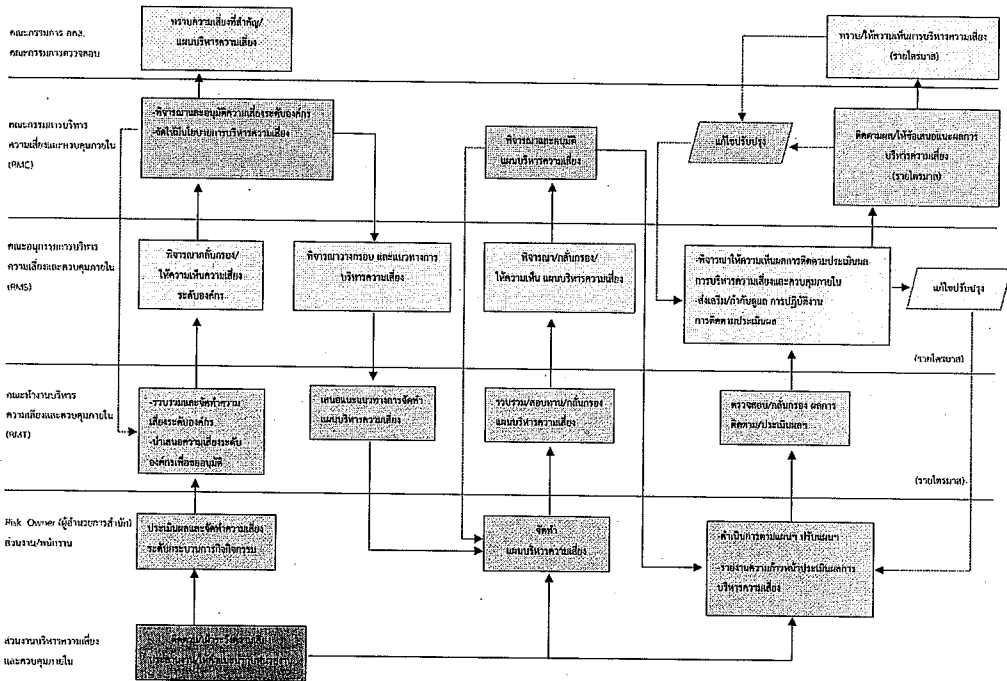 คณะกรรมการ กคส.
คณะกรรมการตรวจสอบ
ทราบความเสี่ยงที่สำคัญ/
แผนบริหารความเสี่ยง
ทราบ/ให้ความเห็นการบริหารความเสี่ยง
(รายไตรมาส)
คณะกรรมการบริหาร
ความเสี่ยงและควบคุมภายใน
(RMC)
-พิจารณาและอนุมัติความเสี่ยงระดับองค์กร
-จัดให้มีนโยบายการบริหารความเสี่ยง
พิจารณาและอนุมัติ
แผนบริหารความเสี่ยง
แก้ไขปรับปรุง
ติดตามผล/ให้ข้อเสนอแนะผลการ
บริหารความเสี่ยง
(รายไตรมาส)
คณะอนุกรรมการบริหาร
ความเสี่ยงและควบคุมภายใน
(RMS)
พิจารณากลั่นกรอง/
ให้ความเห็นความเสี่ยง
ระดับองค์กร
พิจารณาวางกรอบ และแนวทางการ
บริหารความเสี่ยง
พิจารณา/กลั่นกรอง/
ให้ความเห็น แผนบริหารความเสี่ยง
-พิจารณาให้ความเห็นผลการติดตามประเมินผล
การบริหารความเสี่ยงและควบคุมภายใน
-ส่งเสริม/กำกับดูแล การปฏิบัติงาน
การติดตามประเมินผล
แก้ไขปรับปรุง
(รายไตรมาส)
คณะทำงานบริหาร
ความเสี่ยงและควบคุมภายใน
(RMT)
-รวบรวมและจัดทำความ
เสี่ยงระดับองค์กร
-นำเสนอความเสี่ยงระดับ
องค์กรเพื่อขออนุมัติ
เสนอแนะแนวทางการจัดทำ
แผนบริหารความเสี่ยง
รวบรวม/สอบทาน/กลั่นกรอง
แผนบริหารความเสี่ยง
ตรวจสอบ/กลั่นกรอง ผลการ
ติดตาม/ประเมินผลฯ
(รายไตรมาส)
Risk Owner (ผู้อำนวยการสำนัก)
ส่วนงาน/พนักงาน
ประเมินผลและจัดทำความเสี่ยง
ระดับกระบวนการ/กิจกรรม
จัดทำ
แผนบริหารความเสี่ยง
-ดำเนินการตามแผนฯ ปรับแผนฯ
-รายงานความก้าวหน้าประเมินผลการ
บริหารความเสี่ยง
ส่วนงานบริหารความเสี่ยง
และควบคุมภายใน
ติดตาม/เฝ้าระวังความเสี่ยง